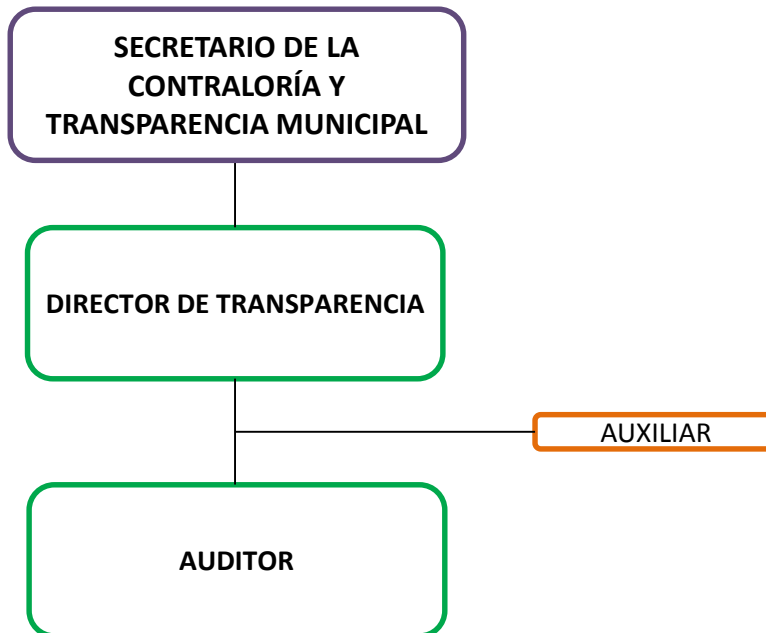 SECRETARIO DE LA
CONTRALORÍA Y
TRANSPARENCIA MUNICIPAL
DIRECTOR DE TRANSPARENCIA
AUXILIAR
AUDITOR